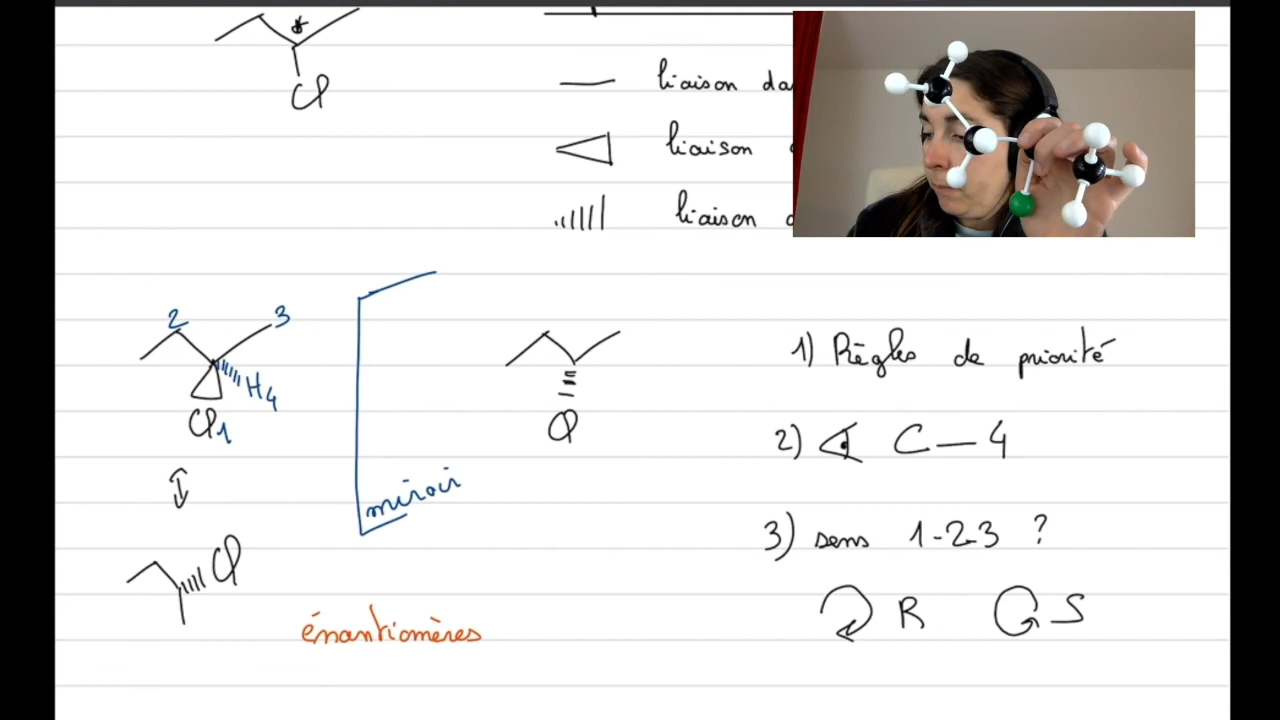 *
Cl
liaison da
liaison
liaison d
2 3
H4
Cl1
miroir
Cl
Cl
énantiomères
1) Règles de priorité
2) C—4
3) sens 1-2-3 ?
R S